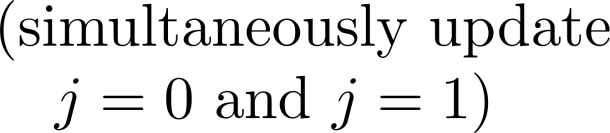 (simultaneously update
j = 0 and j = 1)